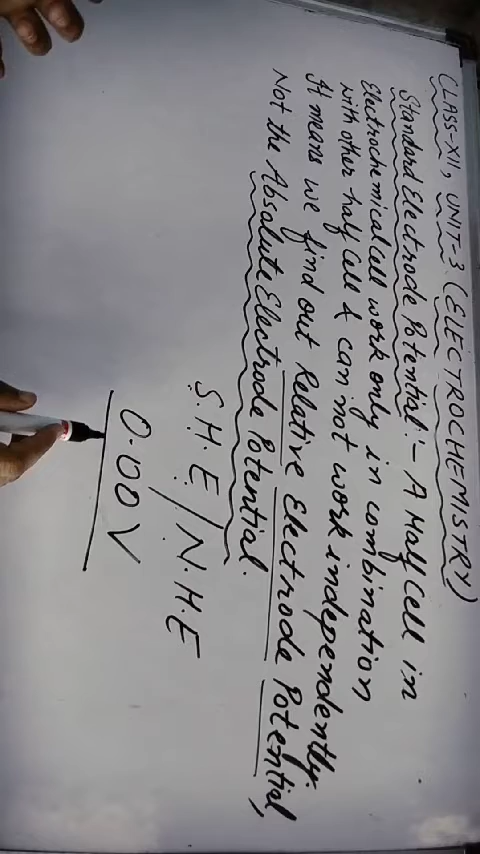 CLASS-XII, UNIT-3 (ELECTROCHEMISTRY)
Standard Electrode Potential:- A Half Cell in
Electrochemical cell work only in combination
with other half cell & can not work independently
It means we find out Relative Electrode Potential,
Not the Absolute Electrode Potential.
S.H.E/N.H.E
0.00V